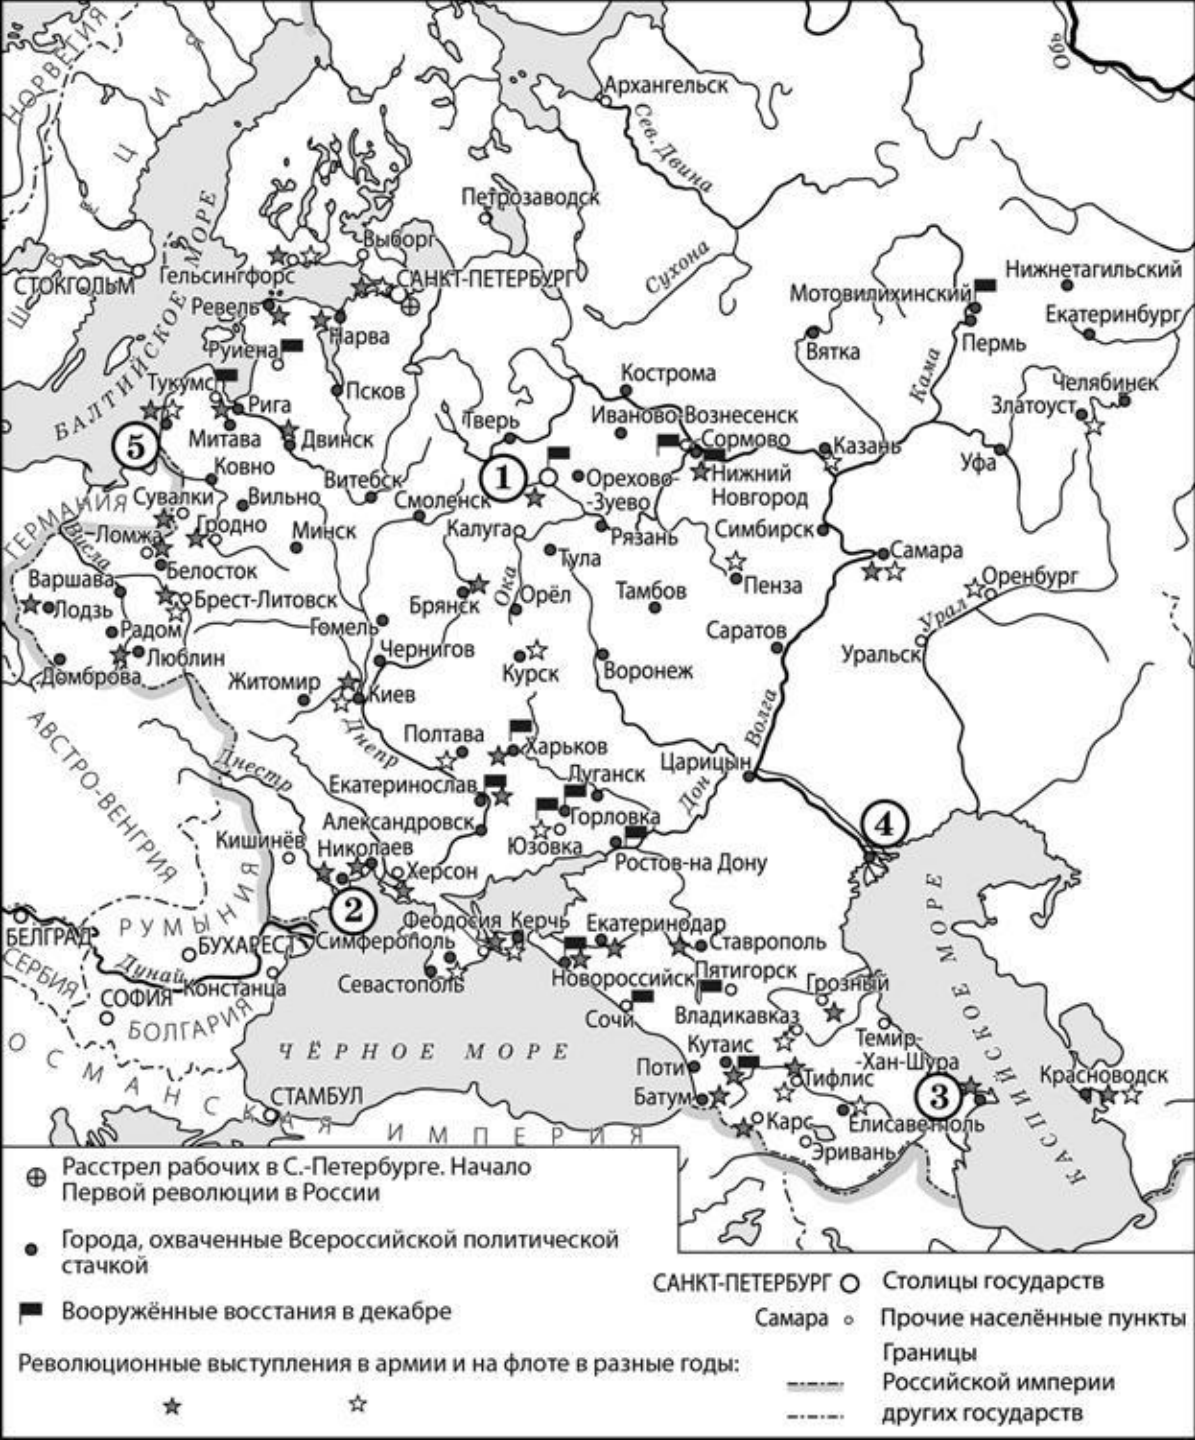 НОРВЕГИЯ
ШВЕЦИЯ
Обь
Архангельск
Сев. Двина
Петрозаводск
Сухона
Выборг
СТОКГОЛЬМ
Гельсингфорс
САНКТ-ПЕТЕРБУРГ
БАЛТИЙСКОЕ МОРЕ
Ревель
Нарва
Руиена
Нижнетагильский
Мотовилихинский
Екатеринбург
Пермь
Вятка
Кама
Тукумс
Псков
Кострома
Челябинск
Златоуст
Рига
Тверь
Иваново-Вознесенск
5
Митава
Двинск
Сормово
Казань
Уфа
Ковно
Витебск
1
Орехово-
-Зуево
Нижний
Новгород
ГЕРМАНИЯ
Сувалки
Вильно
Смоленск
Гродно
Минск
Калуга
Рязань
Симбирск
Висла
Ломжа
Белосток
Тула
Самара
Варшава
Брест-Литовск
Ока
Пенза
Оренбург
Лодзь
Брянск
Орёл
Тамбов
Урал
Радом
Гомель
Саратов
Люблин
Чернигов
Уральск
Домброва
Житомир
Курск
Воронеж
Киев
Волга
АВСТРО-ВЕНГРИЯ
Днепр
Полтава
Харьков
Днестр
Екатеринослав
Луганск
Царицын
Дон
Александровск
Горловка
4
Кишинёв
Николаев
Юзовка
Ростов-на Дону
Херсон
2
РУМЫНИЯ
БЕЛГРАД
БУХАРЕСТ
Симферополь
Феодосия
Керчь
Екатеринодар
Ставрополь
СЕРБИЯ
Дунай
Констанца
Севастополь
Новороссийск
Пятигорск
Грозный
СОФИЯ
БОЛГАРИЯ
Сочи
Владикавказ
КАСПИЙСКОЕ МОРЕ
ЧЁРНОЕ МОРЕ
Кутаис
Темир-
-Хан-Шура
Поти
Тифлис
3
Красноводск
СТАМБУЛ
Батум
Карс
Елисаветполь
ОСМАНСКАЯ ИМПЕРИЯ
Эривань
Расстрел рабочих в С.-Петербурге. Начало
Первой революции в России
Города, охваченные Всероссийской политической
стачкой
Вооружённые восстания в декабре
Революционные выступления в армии и на флоте в разные годы:
САНКТ-ПЕТЕРБУРГ
Столицы государств
Самара
Прочие населённые пункты
Границы
Российской империи
других государств